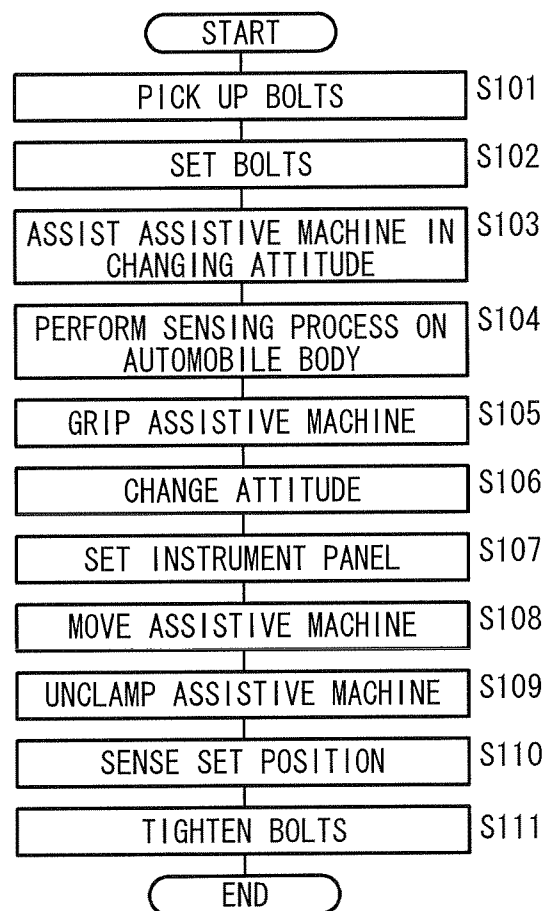 START
PICK UP BOLTS S101
SET BOLTS S102
ASSIST ASSISTIVE MACHINE IN S103
CHANGING ATTITUDE
PERFORM SENSING PROCESS ON S104
AUTOMOBILE BODY
GRIP ASSISTIVE MACHINE S105
CHANGE ATTITUDE S106
SET INSTRUMENT PANEL S107
MOVE ASSISTIVE MACHINE S108
UNCLAMP ASSISTIVE MACHINE S109
SENSE SET POSITION S110
TIGHTEN BOLTS S111
END